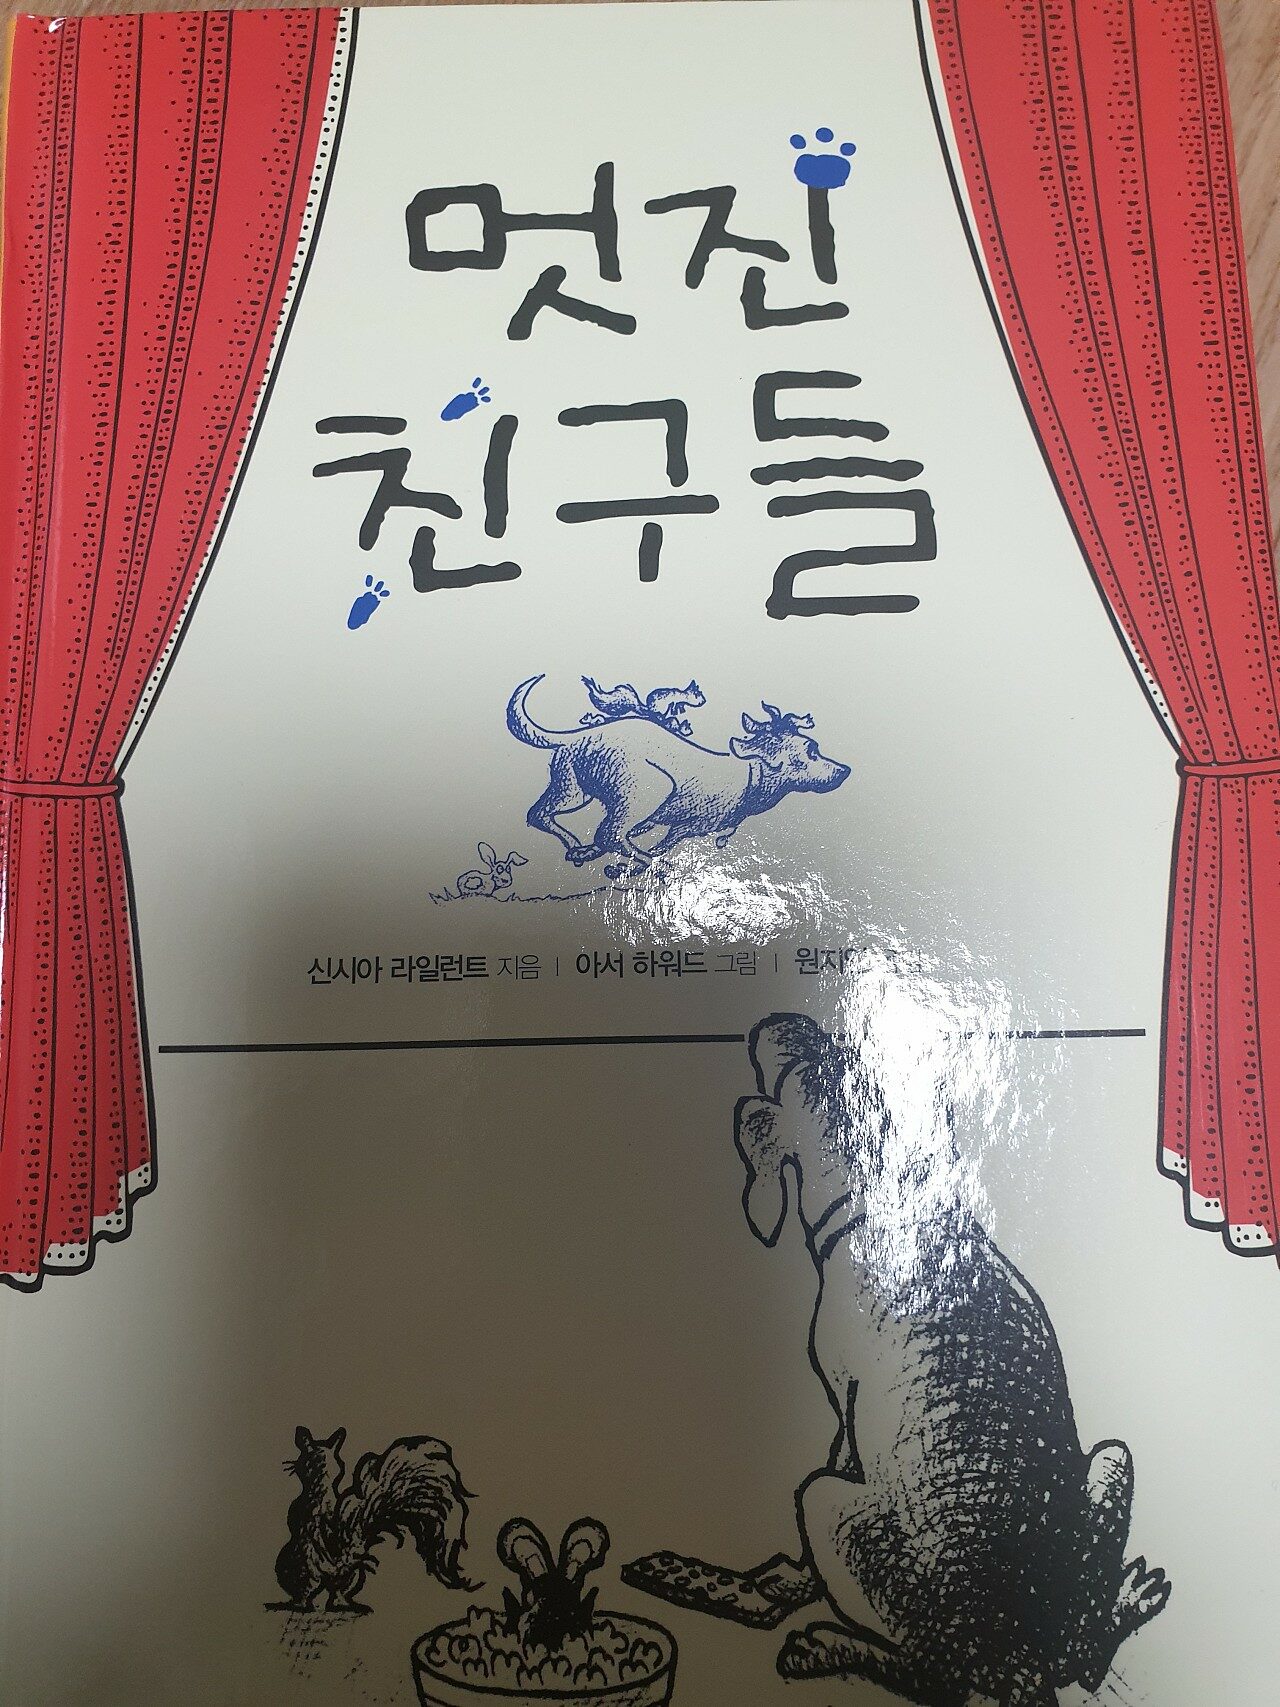 멋진
친구들
신시아 라일런트 지음 | 아서 하워드 그림 |